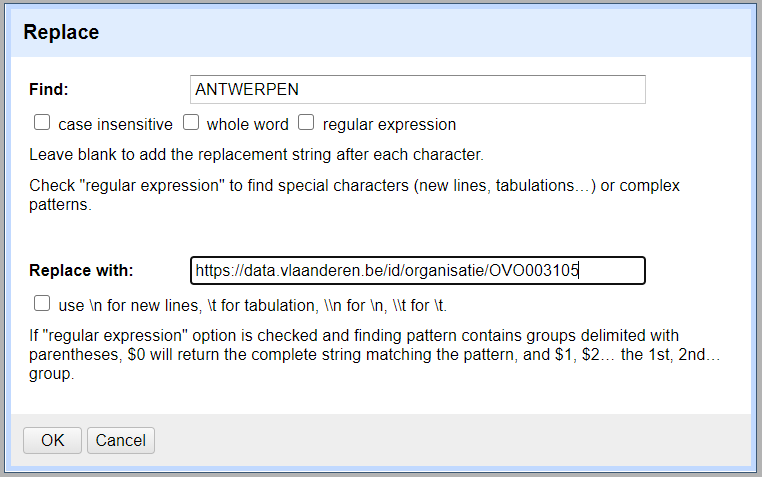 Replace
Find: ANTWERPEN
case insensitive whole word regular expression
Leave blank to add the replacement string after each character.
Check "regular expression" to find special characters (new lines, tabulations…) or complex
patterns.
Replace with: https://data.vlaanderen.be/id/organisatie/OVO003105
use \n for new lines, \t for tabulation, \\n for \n, \\t for \t.
If "regular expression" option is checked and finding pattern contains groups delimited with
parentheses, $0 will return the complete string matching the pattern, and $1, $2… the 1st, 2nd…
group.
OK Cancel